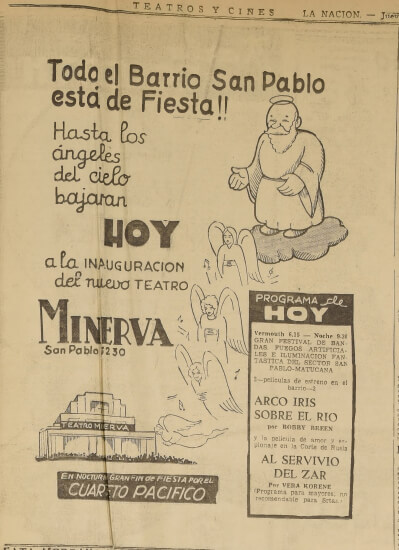 TEATROS Y CINES
LA NACION. —
Todo el Barrio San Pablo
está de Fiesta!!
Hasta los
ángeles
del cielo
bajaran
HOY
a la INAUGURACION
del nuevo TEATRO
MINERVA
San Pablo 3230
TEATRO MIERVA
EN NOCTURNA GRAN FIN DE FIESTA POR EL
CUARTETO PACIFICO
PROGRAMA de
HOY
Vermouth 6.15 — Noche 9.30
GRAN FESTIVAL DE BAN-
DAS FUEGOS ARTIFICIA-
LES E ILUMINACION FAN-
TASTICA DEL SECTOR SAN
PABLO-MATUCANA
2—películas de estreno en el
barrio—2
ARCO IRIS
SOBRE EL RIO
por BOBBY BREEN
y la película de amor y es-
pionaje en la Corte de Rusia
AL SERVIVIO
DEL ZAR
Por VERA KORENE
(Programa para mayores, no
recomendable para Srtas.)